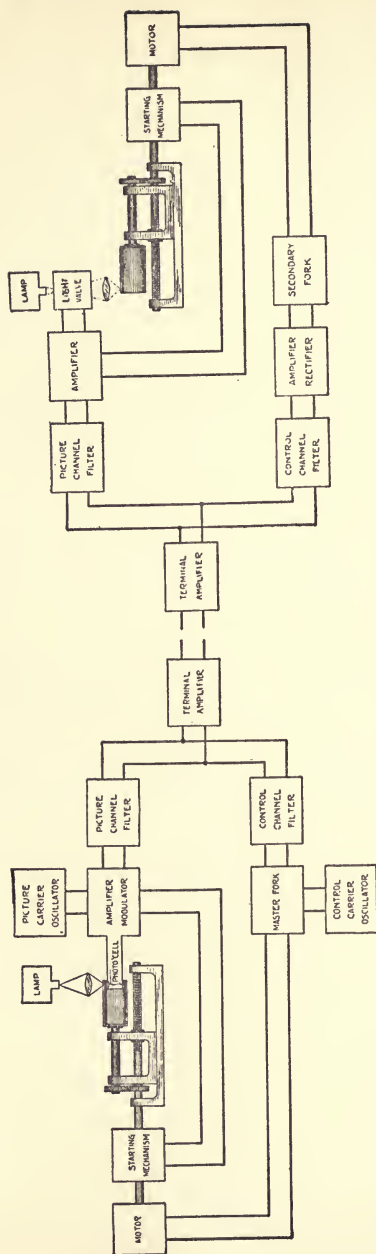 LAMP
PICTURE
CARRIER
OSCILLATOR
MOTOR
STARTING
MECHANISM
PHOTO CELL
AMPLIFIER
MODULATOR
PICTURE
CHANNEL
FILTER
MASTER FORK
CONTROL
CHANNEL
FILTER
CONTROL
CARRIER
OSCILLATOR
TERMINAL
AMPLIFIER
TERMINAL
AMPLIFIER
LAMP
LIGHT
VALVE
PICTURE
CHANNEL
FILTER
AMPLIFIER
STARTING
MECHANISM
MOTOR
CONTROL
CHANNEL
FILTER
AMPLIFIER
RECTIFIER
SECONDARY
FORK